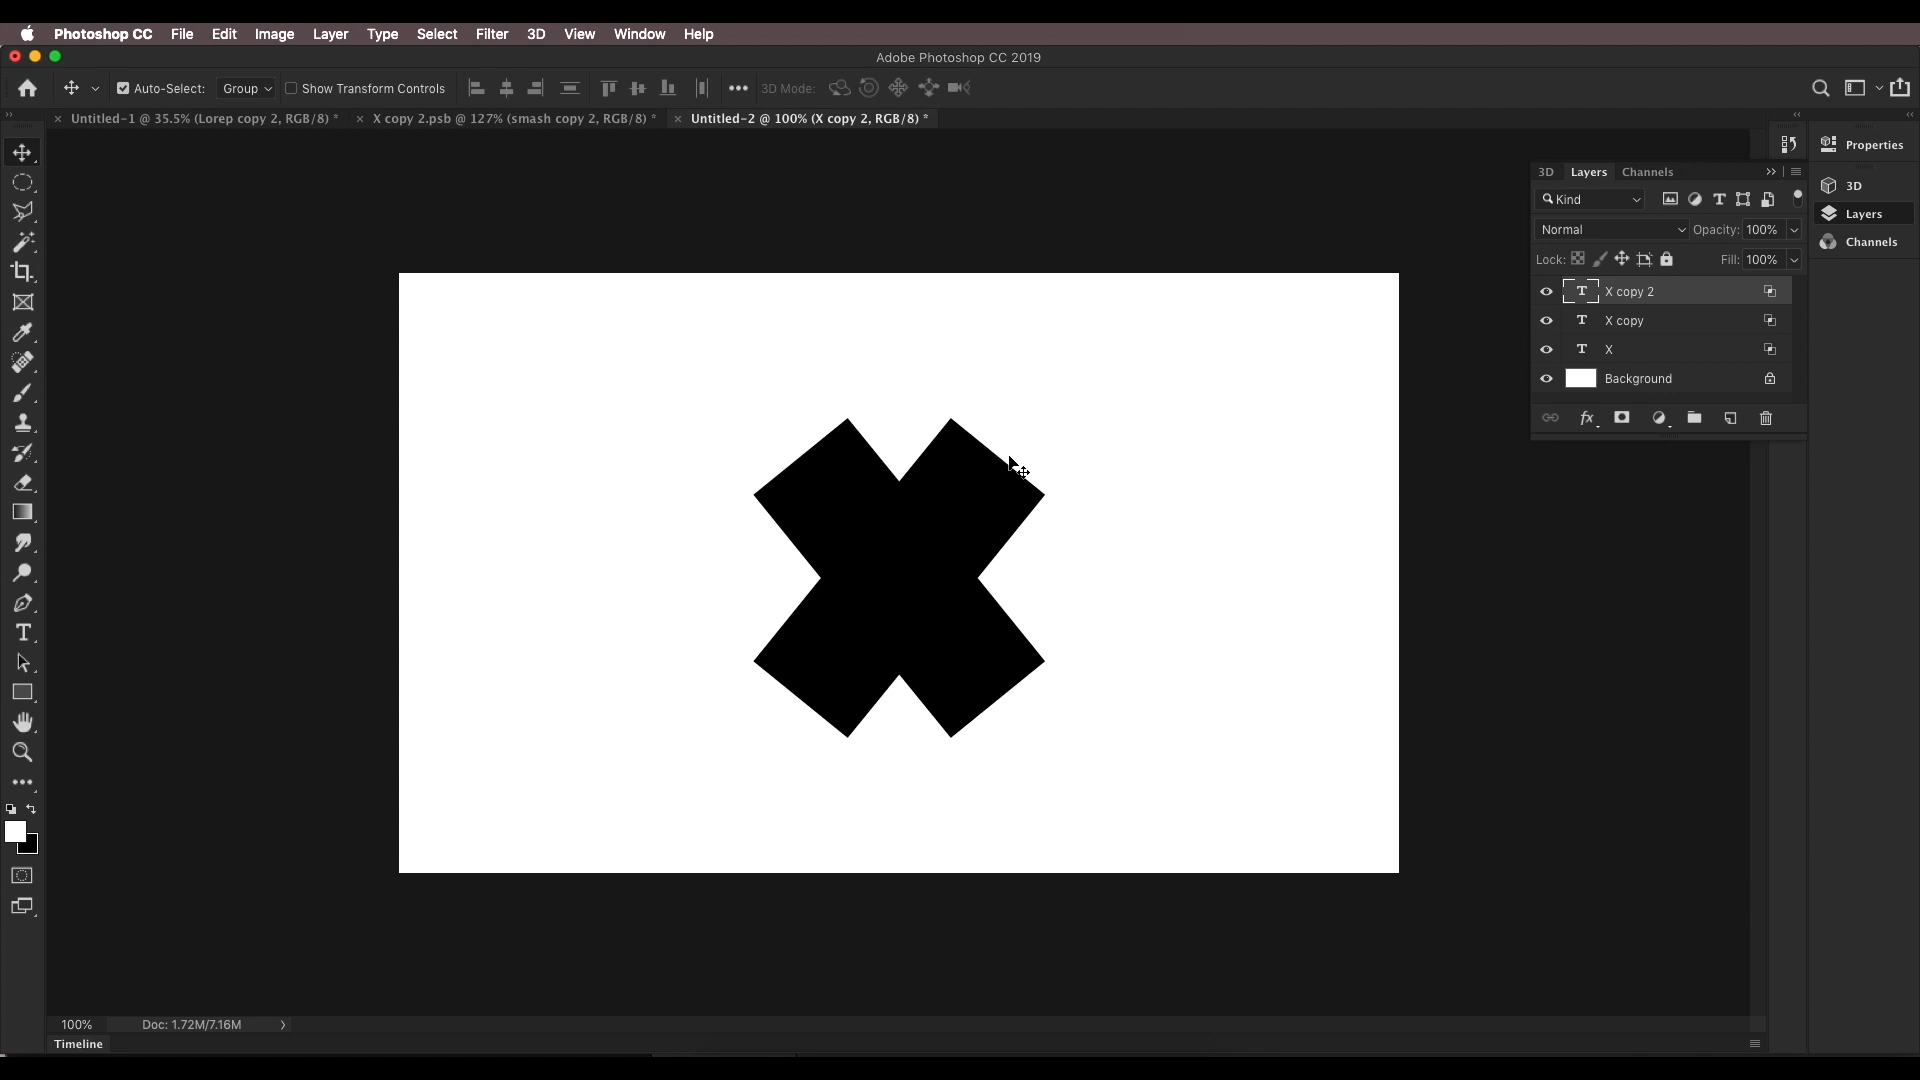 Photoshop CC File Edit Image Layer Type Select Filter 3D View Window Help
Adobe Photoshop CC 2019
Auto-Select: Group Show Transform Controls 3D Mode:
Untitled-1 @ 35.5% (Lorep copy 2, RGB/8) * X copy 2.psb @ 127% (smash copy 2, RGB/8) * Untitled-2 @ 100% (X copy 2, RGB/8) *
Properties
3D Layers Channels
3D
Kind
Layers
Normal Opacity: 100%
Channels
Lock: Fill: 100%
T X copy 2
T X copy
T X
Background
fx
100% Doc: 1.72M/7.16M
Timeline